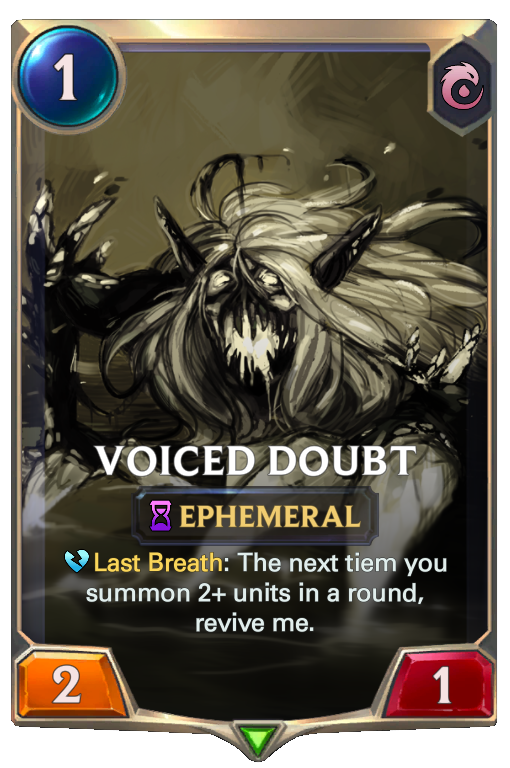 1
VOICED DOUBT
EPHEMERAL
Last Breath: The next tiem you
summon 2+ units in a round,
revive me.
2
1